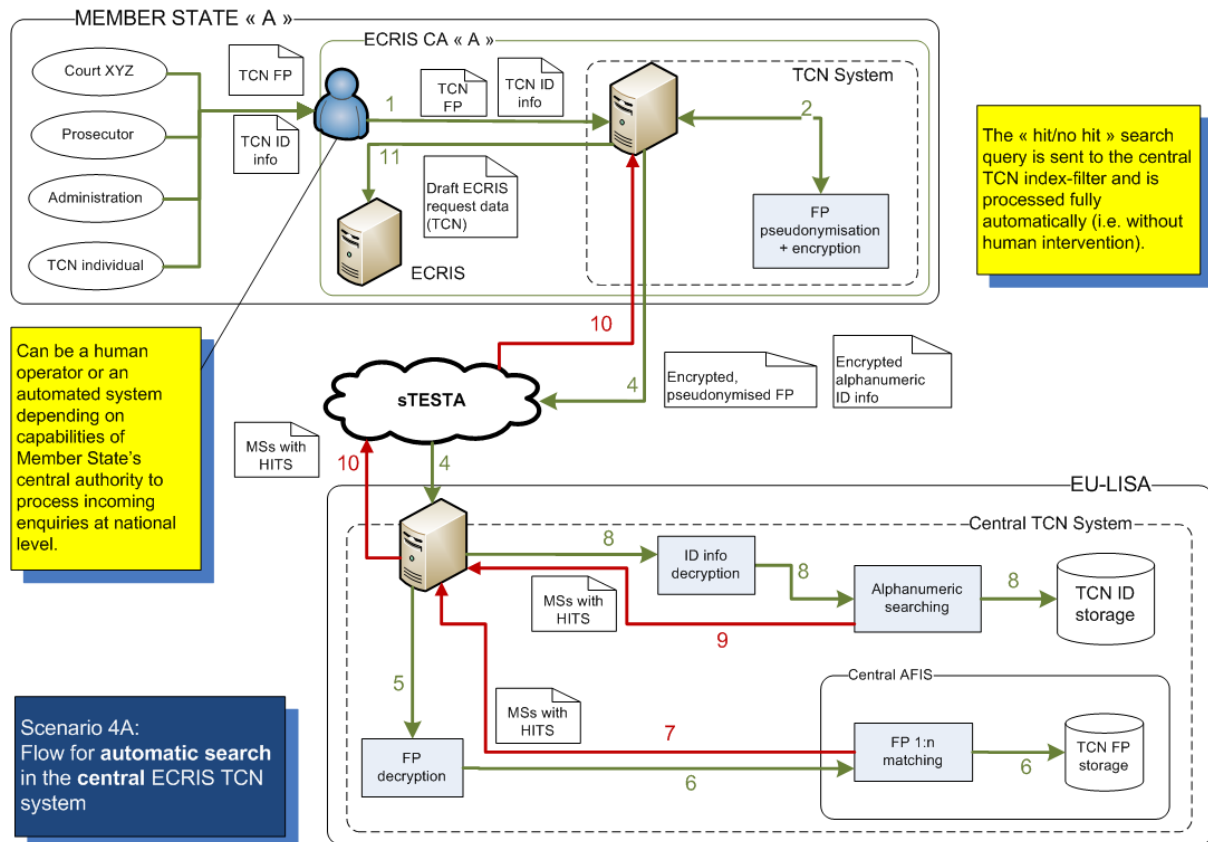 MEMBER STATE « A »
Court XYZ
Prosecutor
Administration
TCN individual
TCN FP
TCN ID
info
ECRIS CA « A »
1
TCN
FP
TCN ID
info
11
Draft ECRIS
request data
(TCN)
ECRIS
TCN System
2
FP
pseudonymisation
+ encryption
The « hit/no hit » search
query is sent to the central
TCN index-filter and is
processed fully
automatically (i.e. without
human intervention).
Can be a human
operator or an
automated system
depending on
capabilities of
Member State's
central authority to
process incoming
enquiries at national
level.
10
sTESTA
4
Encrypted,
pseudonymised FP
Encrypted
alphanumeric
ID info
MSs with
HITS
10
4
EU-LISA
Central TCN System
8
ID info
decryption
8
Alphanumeric
searching
8
TCN ID
storage
MSs with
HITS
9
5
MSs with
HITS
7
Central AFIS
FP
decryption
6
FP 1:n
matching
6
TCN FP
storage
Scenario 4A:
Flow for automatic search
in the central ECRIS TCN
system